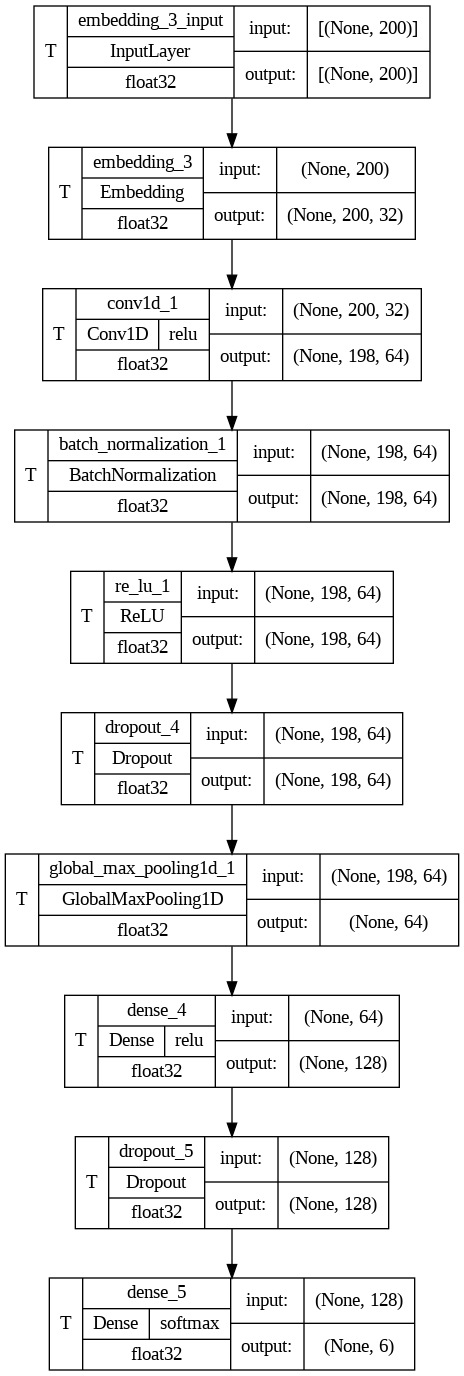 embedding_3_input input: [(None, 200)]
T InputLayer
float32 output: [(None, 200)]
embedding_3 input: (None, 200)
T Embedding
float32 output: (None, 200, 32)
conv1d_1 input: (None, 200, 32)
T Conv1D relu
float32 output: (None, 198, 64)
batch_normalization_1 input: (None, 198, 64)
T BatchNormalization
float32 output: (None, 198, 64)
re_lu_1 input: (None, 198, 64)
T ReLU
float32 output: (None, 198, 64)
dropout_4 input: (None, 198, 64)
T Dropout
float32 output: (None, 198, 64)
global_max_pooling1d_1 input: (None, 198, 64)
T GlobalMaxPooling1D
float32 output: (None, 64)
dense_4 input: (None, 64)
T Dense relu
float32 output: (None, 128)
dropout_5 input: (None, 128)
T Dropout
float32 output: (None, 128)
dense_5 input: (None, 128)
T Dense softmax
float32 output: (None, 6)